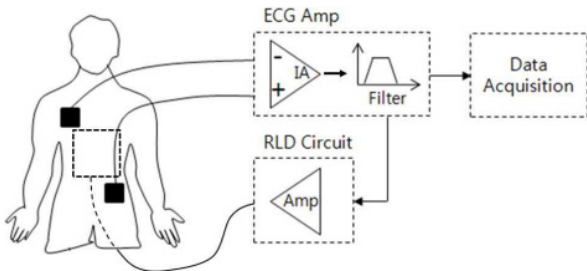 ECG Amp
-
+
IA
Filter
Data
Acquisition
RLD Circuit
Amp